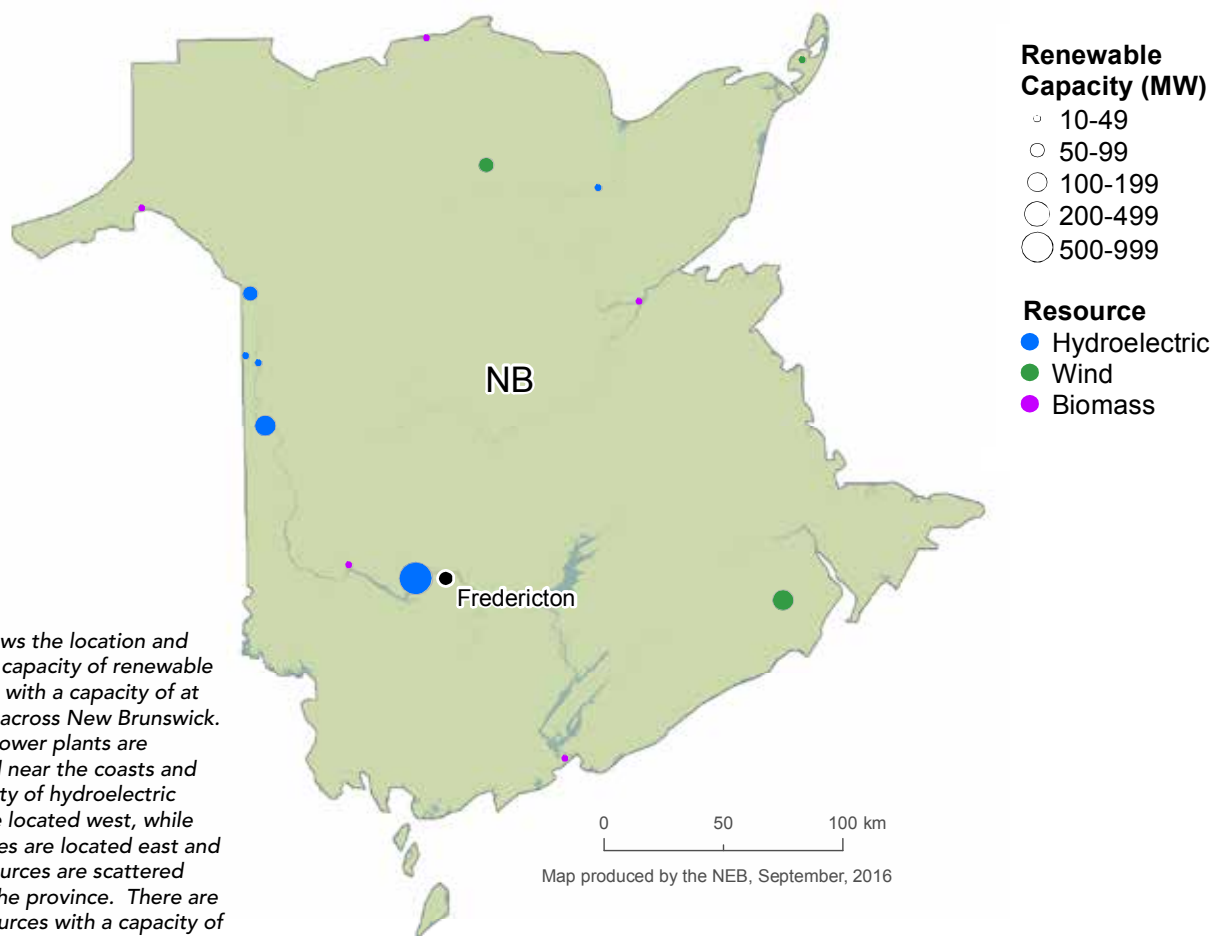 Renewable
Capacity (MW)
10-49
50-99
100-199
200-499
500-999
Resource
Hydroelectric
Wind
Biomass
NB
Fredericton
ws the location and
capacity of renewable
with a capacity of at
across New Brunswick.
ower plants are
near the coasts and
ty of hydroelectric
located west, while
es are located east and
urces are scattered
he province. There are
urces with a capacity of
0 50 100 km
Map produced by the NEB, September, 2016